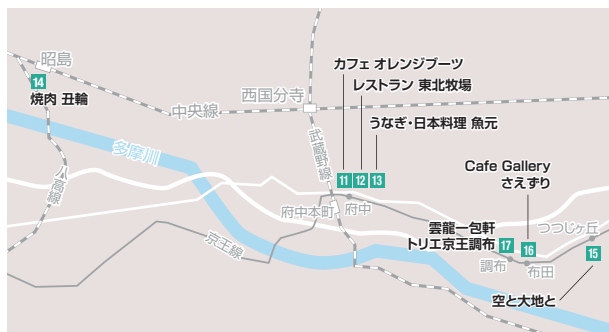 昭島
14
焼肉 丑輪
中央線
西国分寺
カフェ オレンジブーツ
レストラン 東北牧場
うなぎ・日本料理 魚元
多摩川
八高線
武蔵野線
11
12
13
府中本町
府中
京王線
Cafe Gallery
さえずり
雲龍一包軒
トリエ京王調布
17
16
つつじヶ丘
15
調布
布田
空と大地と